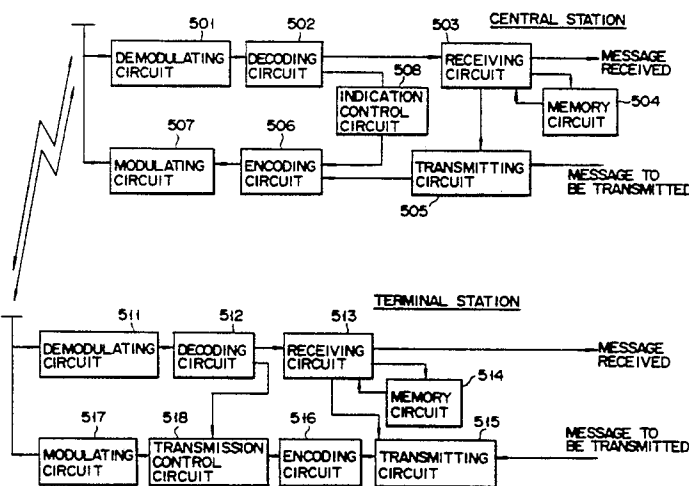 501
502
503
CENTRAL STATION
DEMODULATING
CIRCUIT
DECODING
CIRCUIT
RECEIVING
CIRCUIT
MESSAGE
RECEIVED
508
INDICATION
CONTROL
CIRCUIT
MEMORY
CIRCUIT
504
507
506
MODULATING
CIRCUIT
ENCODING
CIRCUIT
TRANSMITTING
CIRCUIT
505
MESSAGE TO
BE TRANSMITTED
TERMINAL STATION
511
512
513
DEMODULATING
CIRCUIT
DECODING
CIRCUIT
RECEIVING
CIRCUIT
MESSAGE
RECEIVED
514
MEMORY
CIRCUIT
517
518
516
515
MODULATING
CIRCUIT
TRANSMISSION
CONTROL
CIRCUIT
ENCODING
CIRCUIT
TRANSMITTING
CIRCUIT
MESSAGE TO
BE TRANSMITTED